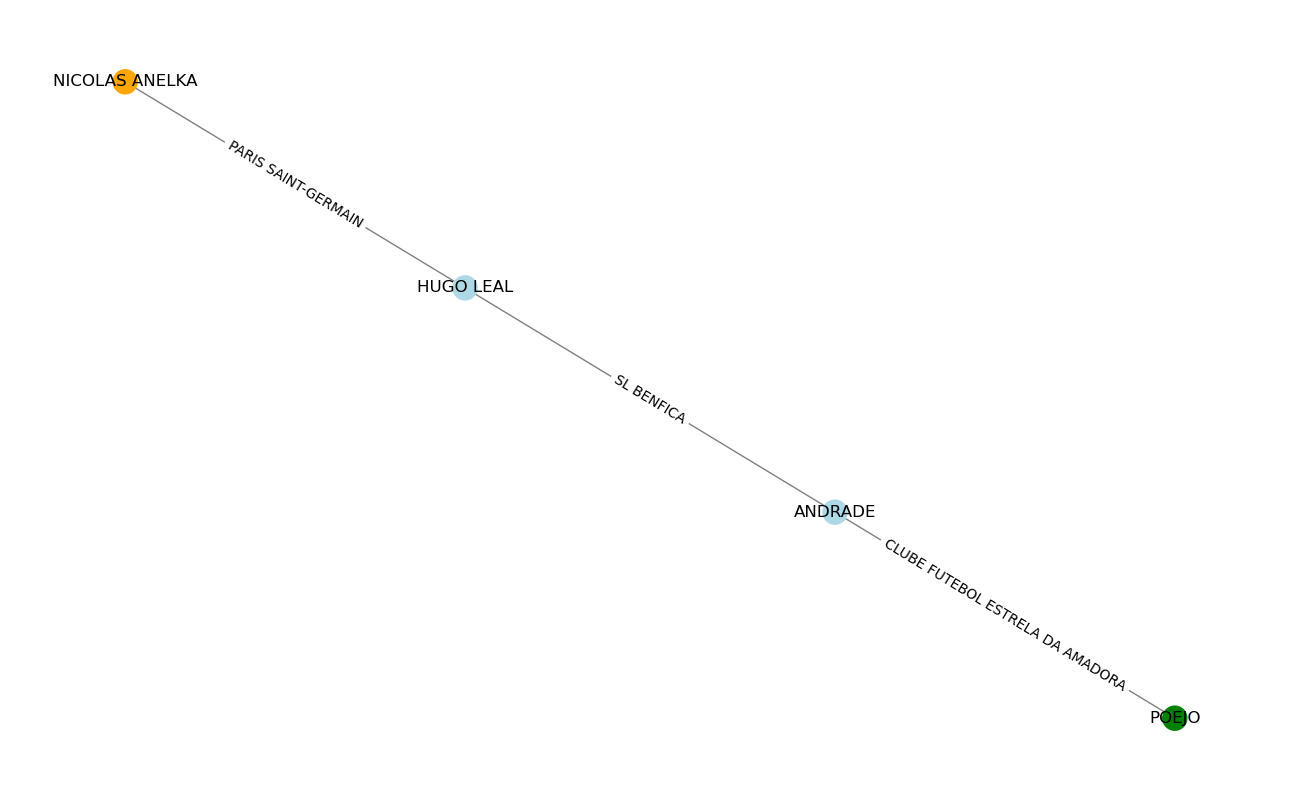 NICOLAS ANELKA
PARIS SAINT-GERMAIN
HUGO LEAL
SL BENFICA
ANDRADE
CLUBE FUTEBOL ESTRELA DA AMADORA
POEJO